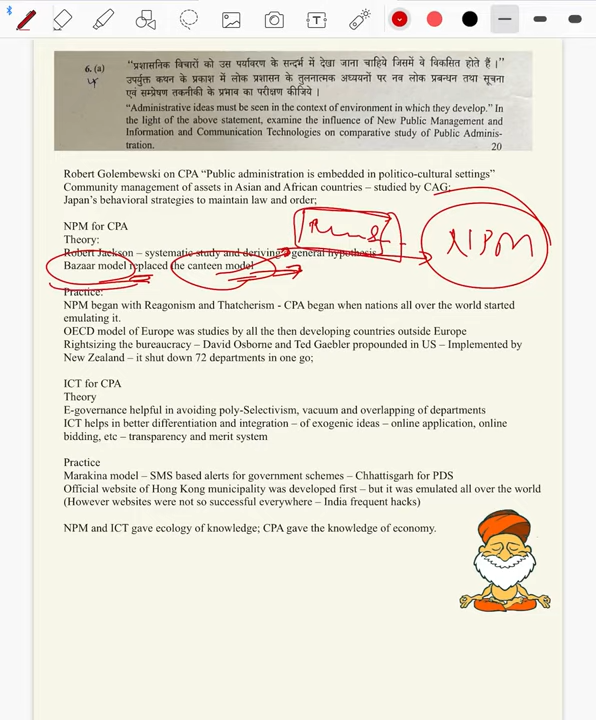 6. (a)
"प्रशासनिक विचारों को उस पर्यावरण के सन्दर्भ में देखा जाना चाहिये जिसमें वे विकसित होते हैं।"
उपर्युक्त कथन के प्रकाश में लोक प्रशासन के तुलनात्मक अध्ययनों पर नव लोक प्रबन्धन तथा सूचना
एवं सम्प्रेषण तकनीकी के प्रभाव का परीक्षण कीजिये।
"Administrative ideas must be seen in the context of environment in which they develop." In
the light of the above statement, examine the influence of New Public Management and
Information and Communication Technologies on comparative study of Public Adminis-
tration. 20
Robert Golembewski on CPA "Public administration is embedded in politico-cultural settings"
Community management of assets in Asian and African countries – studied by CAG;
Japan's behavioral strategies to maintain law and order;
NPM for CPA
Theory:
Robert Jackson – systematic study and deriving general hypothesis
Bazaar model replaced the canteen model
NPM
Practice:
NPM began with Reagonism and Thatcherism - CPA began when nations all over the world started
emulating it.
OECD model of Europe was studies by all the then developing countries outside Europe
Rightsizing the bureaucracy – David Osborne and Ted Gaebler propounded in US – Implemented by
New Zealand – it shut down 72 departments in one go;
ICT for CPA
Theory
E-governance helpful in avoiding poly-Selectivism, vacuum and overlapping of departments
ICT helps in better differentiation and integration – of exogenic ideas – online application, online
bidding, etc – transparency and merit system
Practice
Marakina model – SMS based alerts for government schemes – Chhattisgarh for PDS
Official website of Hong Kong municipality was developed first – but it was emulated all over the world
(However websites were not so successful everywhere – India frequent hacks)
NPM and ICT gave ecology of knowledge; CPA gave the knowledge of economy.